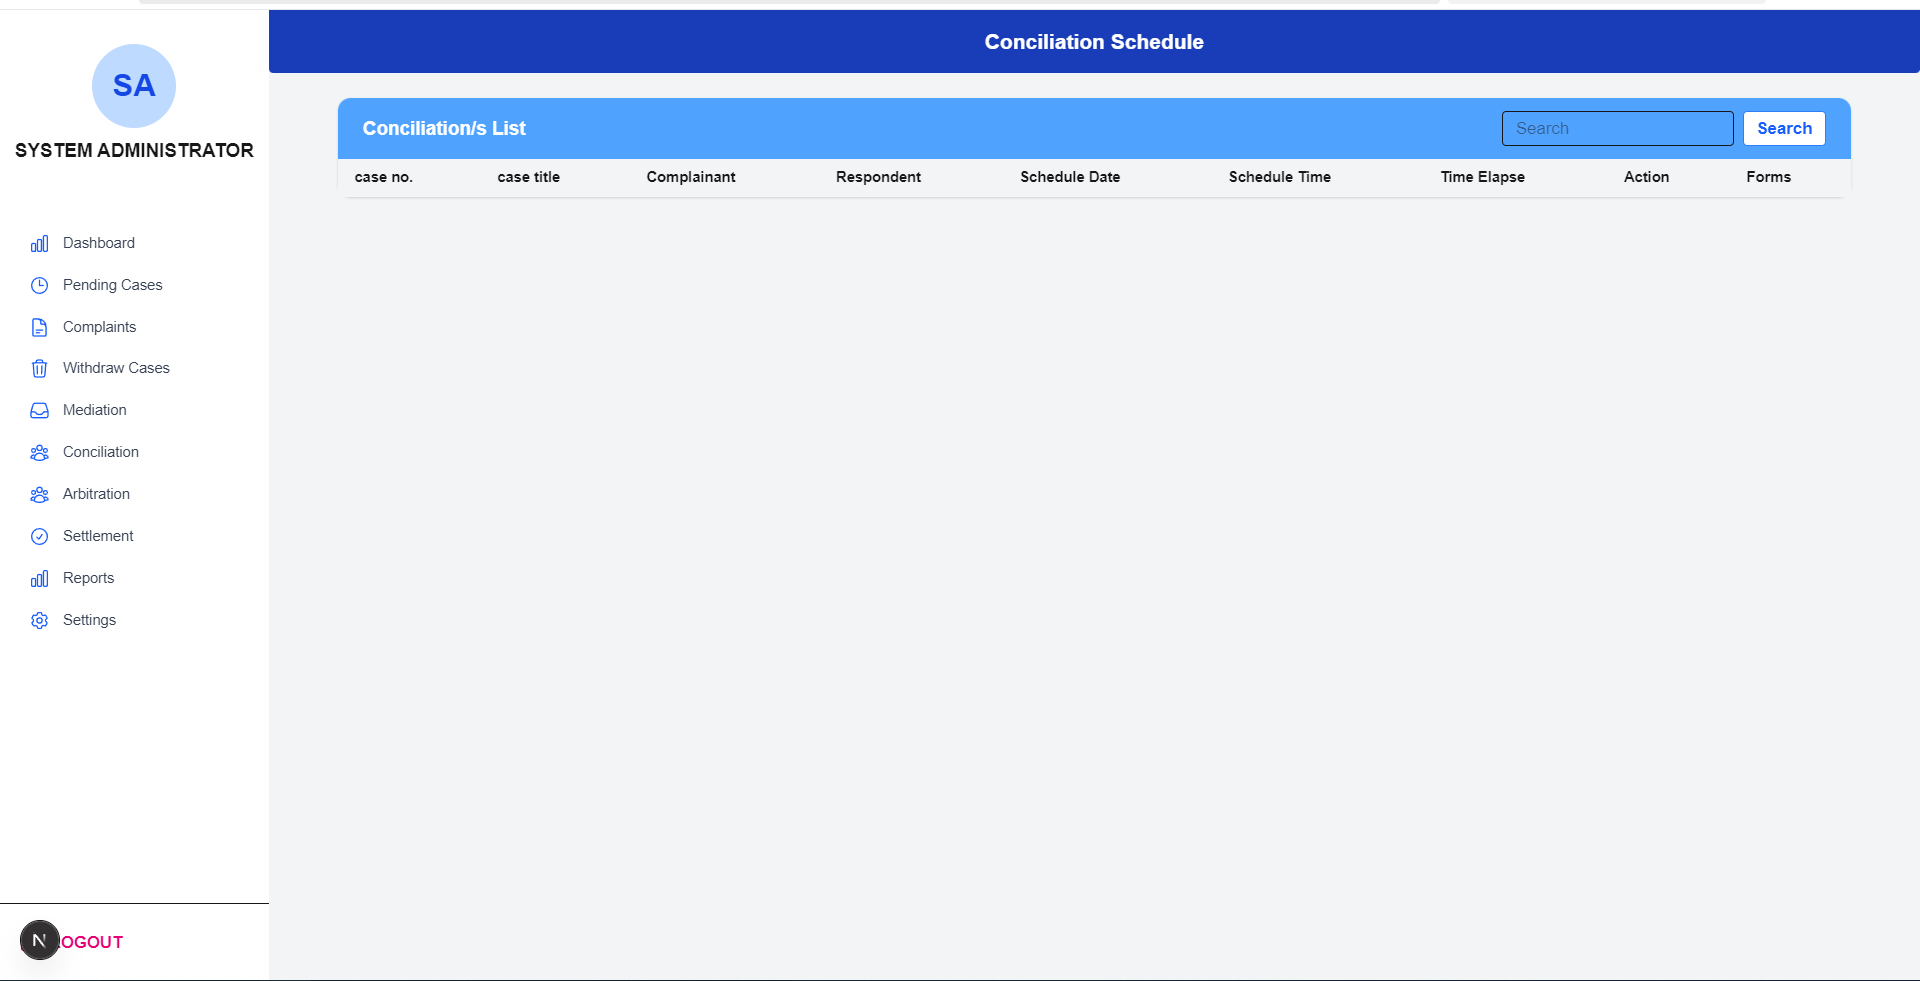 Conciliation Schedule
SA
SYSTEM ADMINISTRATOR
Dashboard
Pending Cases
Complaints
Withdraw Cases
Mediation
Conciliation
Arbitration
Settlement
Reports
Settings
N
OGOUT
Conciliation/s List
Search
Search
case no. case title Complainant Respondent Schedule Date Schedule Time Time Elapse Action Forms